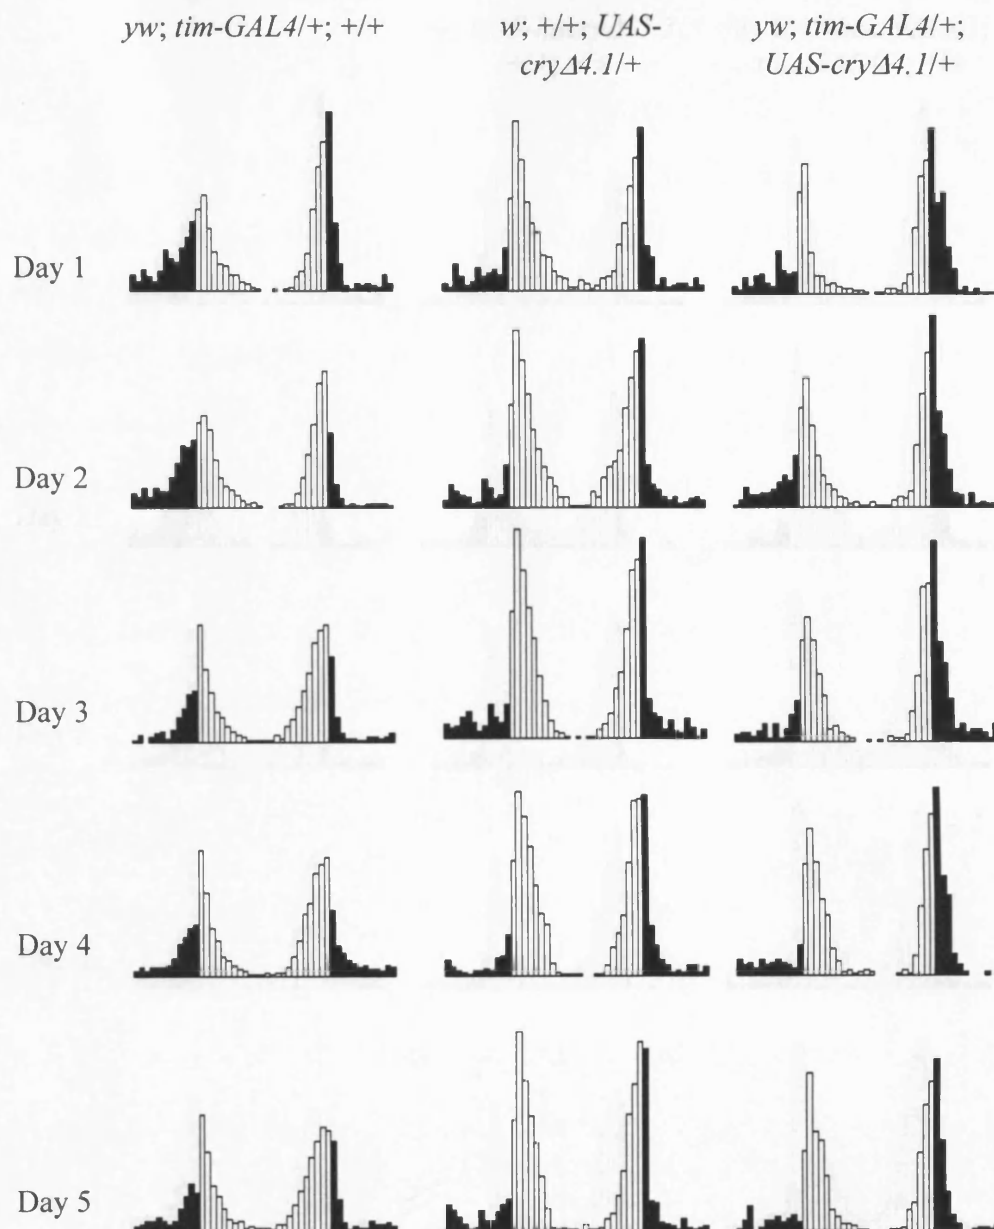 yw; tim-GAL4/+; +/+
w; +/+; UAS-
cryΔ4.1/+
yw; tim-GAL4/+;
UAS-cryΔ4.1/+
Day 1
Day 2
Day 3
Day 4
Day 5